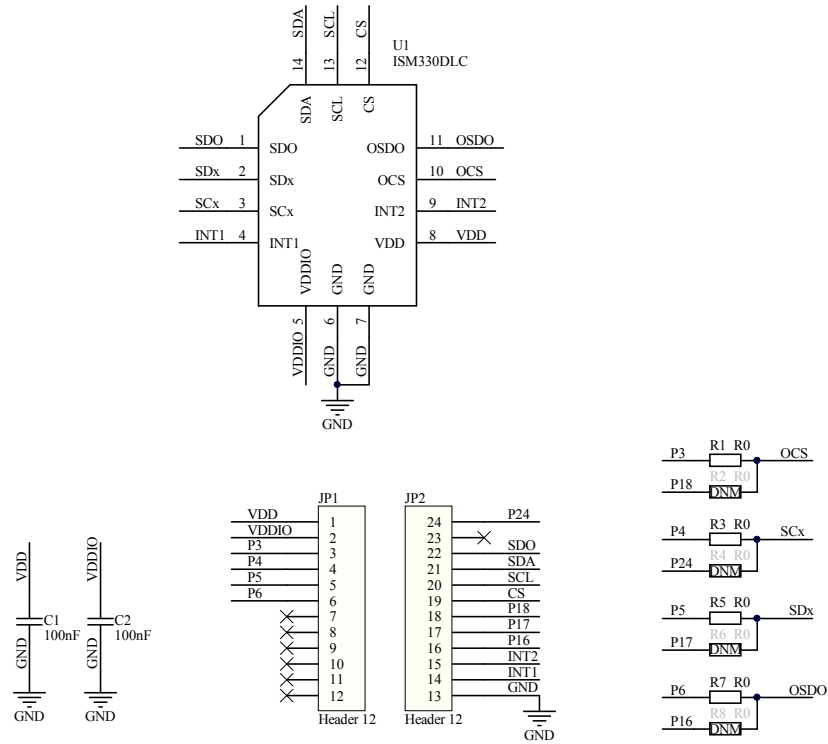 SDA
SCL
CS
14
13
12
U1
ISM330DLC
SDA
SCL
CS
SDO 1 SDO
OSDO 11 OSDO
SDx 2 SDx
OCS 10 OCS
SCx 3 SCx
INT2 9 INT2
INT1 4 INT1
VDD 8 VDD
VDDIO
GND
GND
5
6
7
VDDIO
GND
GND
GND
VDD
C1
100nF
GND
GND
VDDIO
C2
100nF
GND
GND
JP1
VDD 1
VDDIO 2
P3 3
P4 4
P5 5
P6 6
7
8
9
10
11
12
Header 12
JP2
24 P24
23
22 SDO
21 SDA
20 SCL
19 CS
18 P18
17 P17
16 P16
15 INT2
14 INT1
13 GND
Header 12
GND
P3 R1 R0 OCS
R2 R0
P18 DNM
P4 R3 R0 SCx
R4 R0
P24 DNM
P5 R5 R0 SDx
R6 R0
P17 DNM
P6 R7 R0 OSDO
R8 R0
P16 DNM